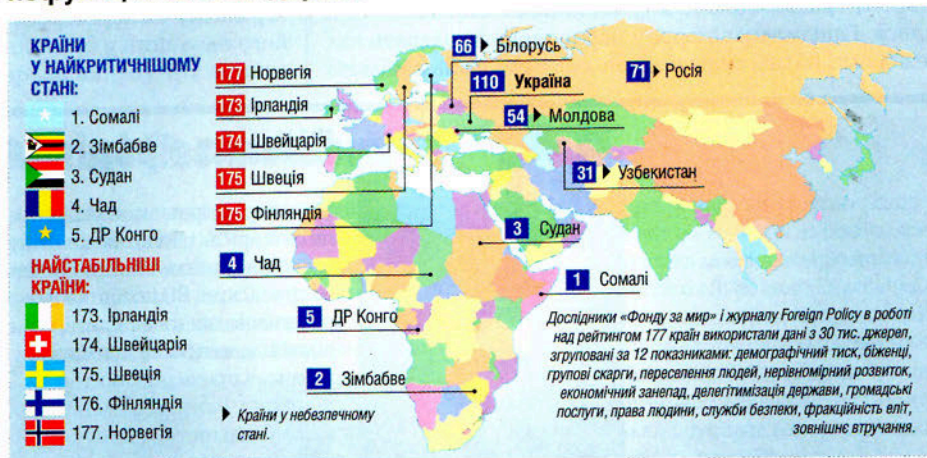 КРАЇНИ
У НАЙКРИТИЧНІШОМУ
СТАНІ:
1. Сомалі
2. Зімбабве
3. Судан
4. Чад
5. ДР Конго
НАЙСТАБІЛЬНІШІ
КРАЇНИ:
173. Ірландія
174. Швейцарія
175. Швеція
176. Фінляндія
177. Норвегія
177 Норвегія
173 Ірландія
174 Швейцарія
175 Швеція
175 Фінляндія
66 Білорусь
110 Україна
71 Росія
54 Молдова
31 Узбекистан
3 Судан
4 Чад
1 Сомалі
5 ДР Конго
2 Зімбабве
Країни у небезпечному
стані.
Дослідники «Фонду за мир» і журналу Foreign Policy в роботі
над рейтингом 177 країн використали дані з 30 тис. джерел,
згруповані за 12 показниками: демографічний тиск, біженці,
групові скарги, переселення людей, нерівномірний розвиток,
економічний занепад, делегітимізація держави, громадські
послуги, права людини, служби безпеки, фракційність еліт,
зовнішнє втручання.